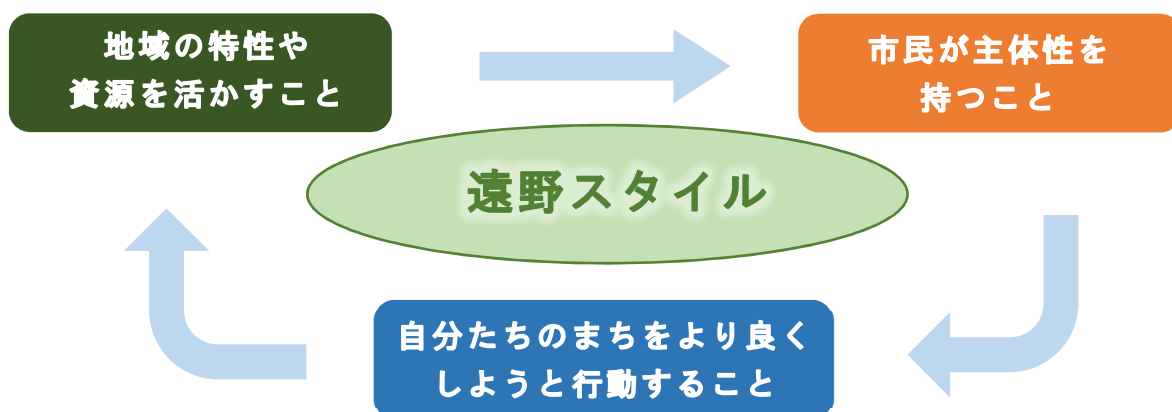 地域の特性や
資源を活かすこと
市民が主体性を
持つこと
遠野スタイル
自分たちのまちをより良く
しようと行動すること